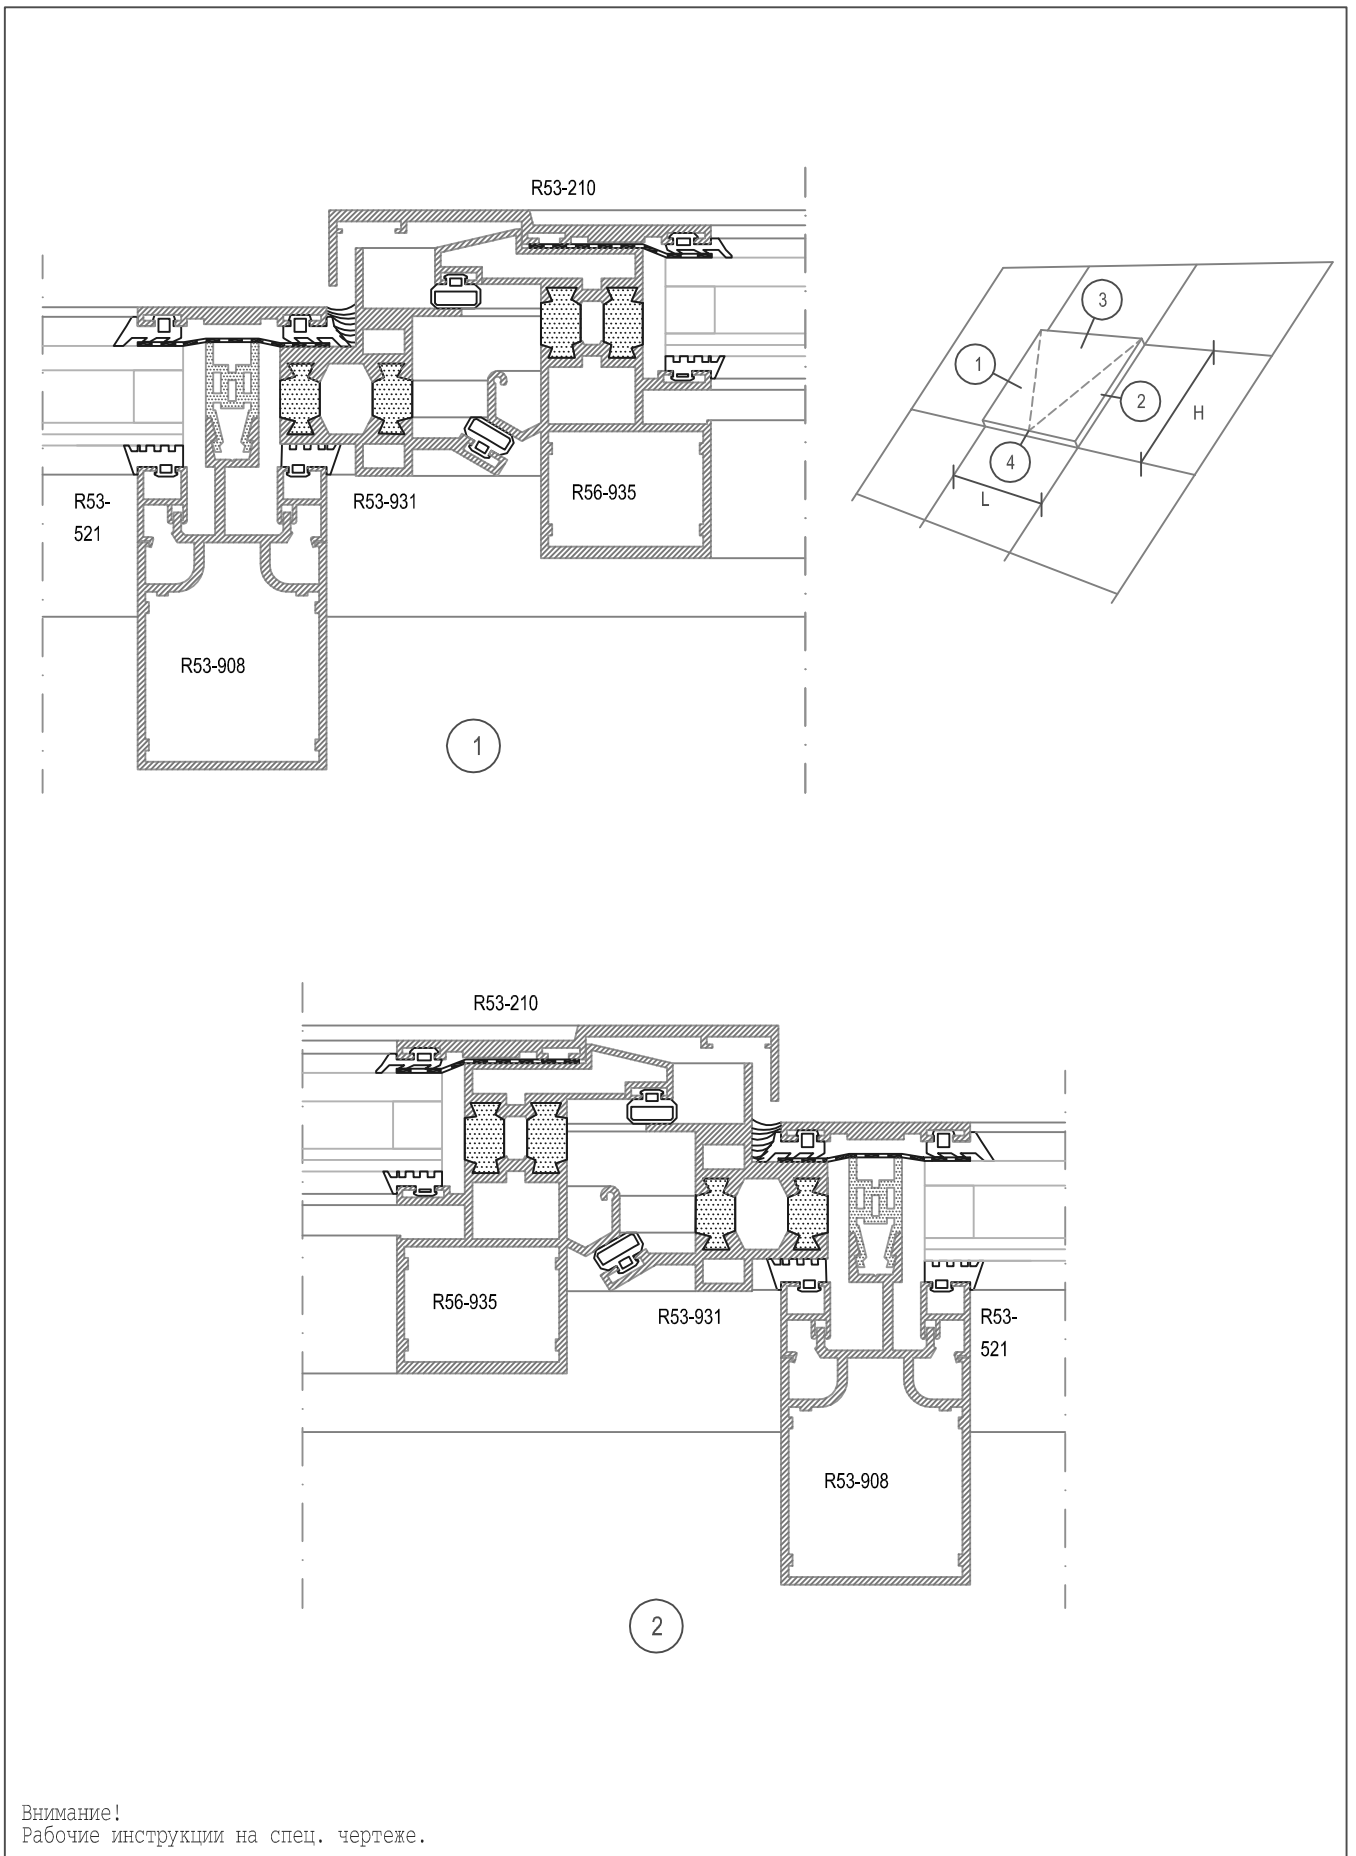 R53-210
R53-
521
R53-931
R56-935
R53-908
1
3
1
2
H
4
L
R53-210
R56-935
R53-931
R53-
521
R53-908
2
Внимание!
Рабочие инструкции на спец. чертеже.